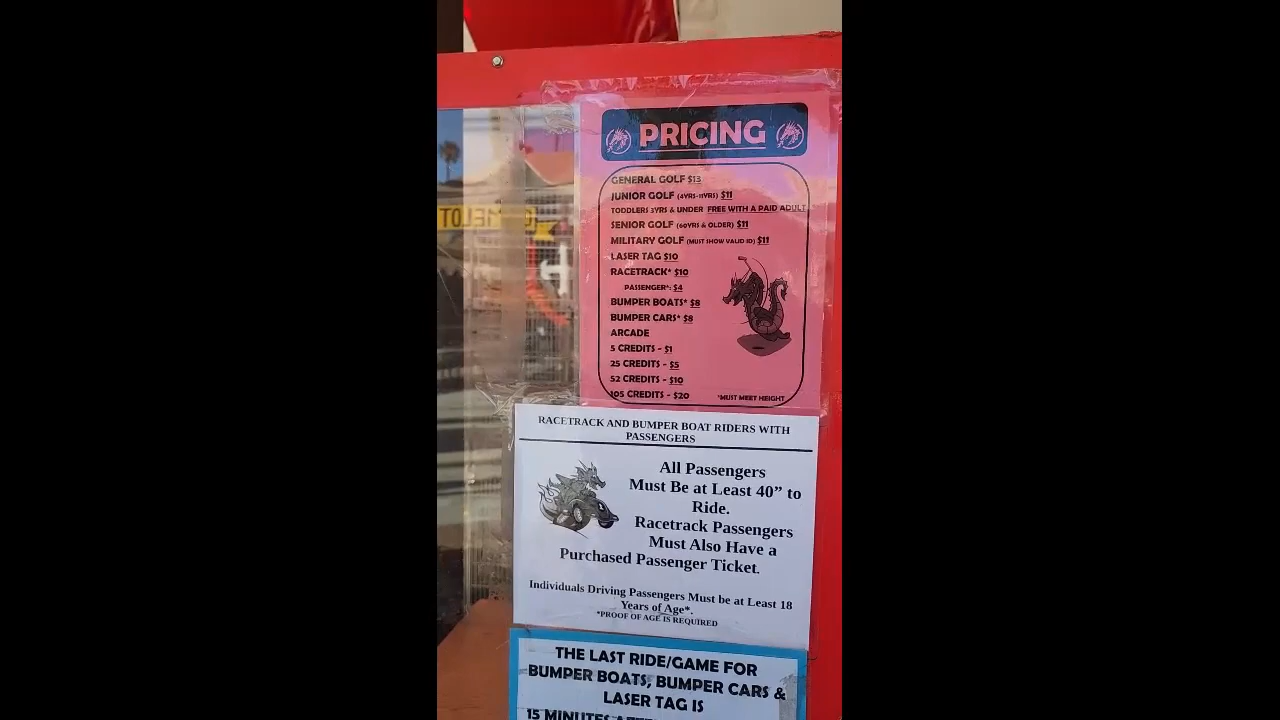 PRICING
GENERAL GOLF $13
JUNIOR GOLF (4YRS-11YRS) $11
TODDLERS 3YRS & UNDER FREE WITH A PAID ADULT
SENIOR GOLF (60YRS & OLDER) $11
MILITARY GOLF (MUST SHOW VALID ID) $11
LASER TAG $10
RACETRACK* $10
PASSENGER*: $4
BUMPER BOATS* $8
BUMPER CARS* $8
ARCADE
5 CREDITS - $1
25 CREDITS - $5
52 CREDITS - $10
105 CREDITS - $20
*MUST MEET HEIGHT
RACETRACK AND BUMPER BOAT RIDERS WITH
PASSENGERS
All Passengers
Must Be at Least 40” to
Ride.
Racetrack Passengers
Must Also Have a
Purchased Passenger Ticket.
Individuals Driving Passengers Must be at Least 18
Years of Age*.
*PROOF OF AGE IS REQUIRED
THE LAST RIDE/GAME FOR
BUMPER BOATS, BUMPER CARS &
LASER TAG IS
15 MINUTES